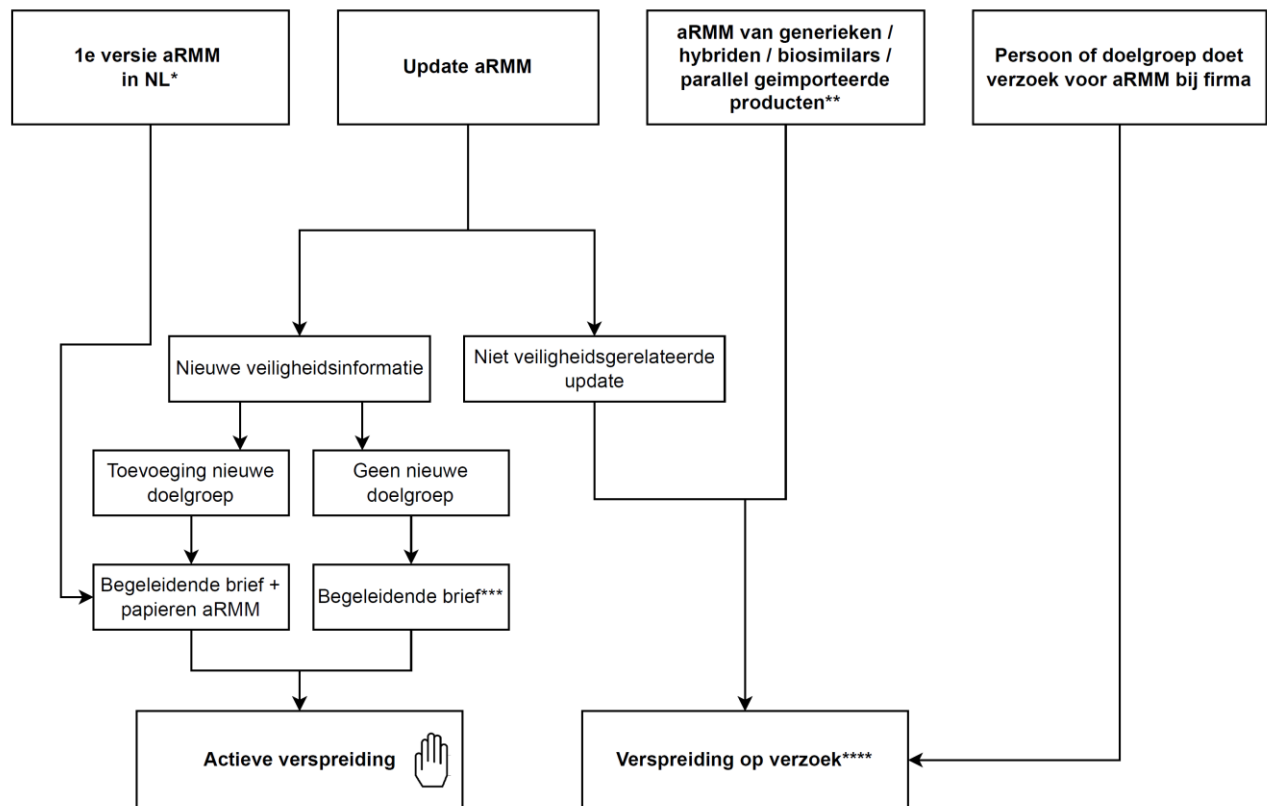 1e versie aRMM
in NL*
Update aRMM
aRMM van generieken /
hybriden / biosimilars /
parallel geimporteerde
producten**
Persoon of doelgroep doet
verzoek voor aRMM bij firma
Nieuwe veiligheidsinformatie
Niet veiligheidsgerelateerde
update
Toevoeging nieuwe
doelgroep
Geen nieuwe
doelgroep
Begeleidende brief +
papieren aRMM
Begeleidende brief***
Actieve verspreiding
Verspreiding op verzoek****